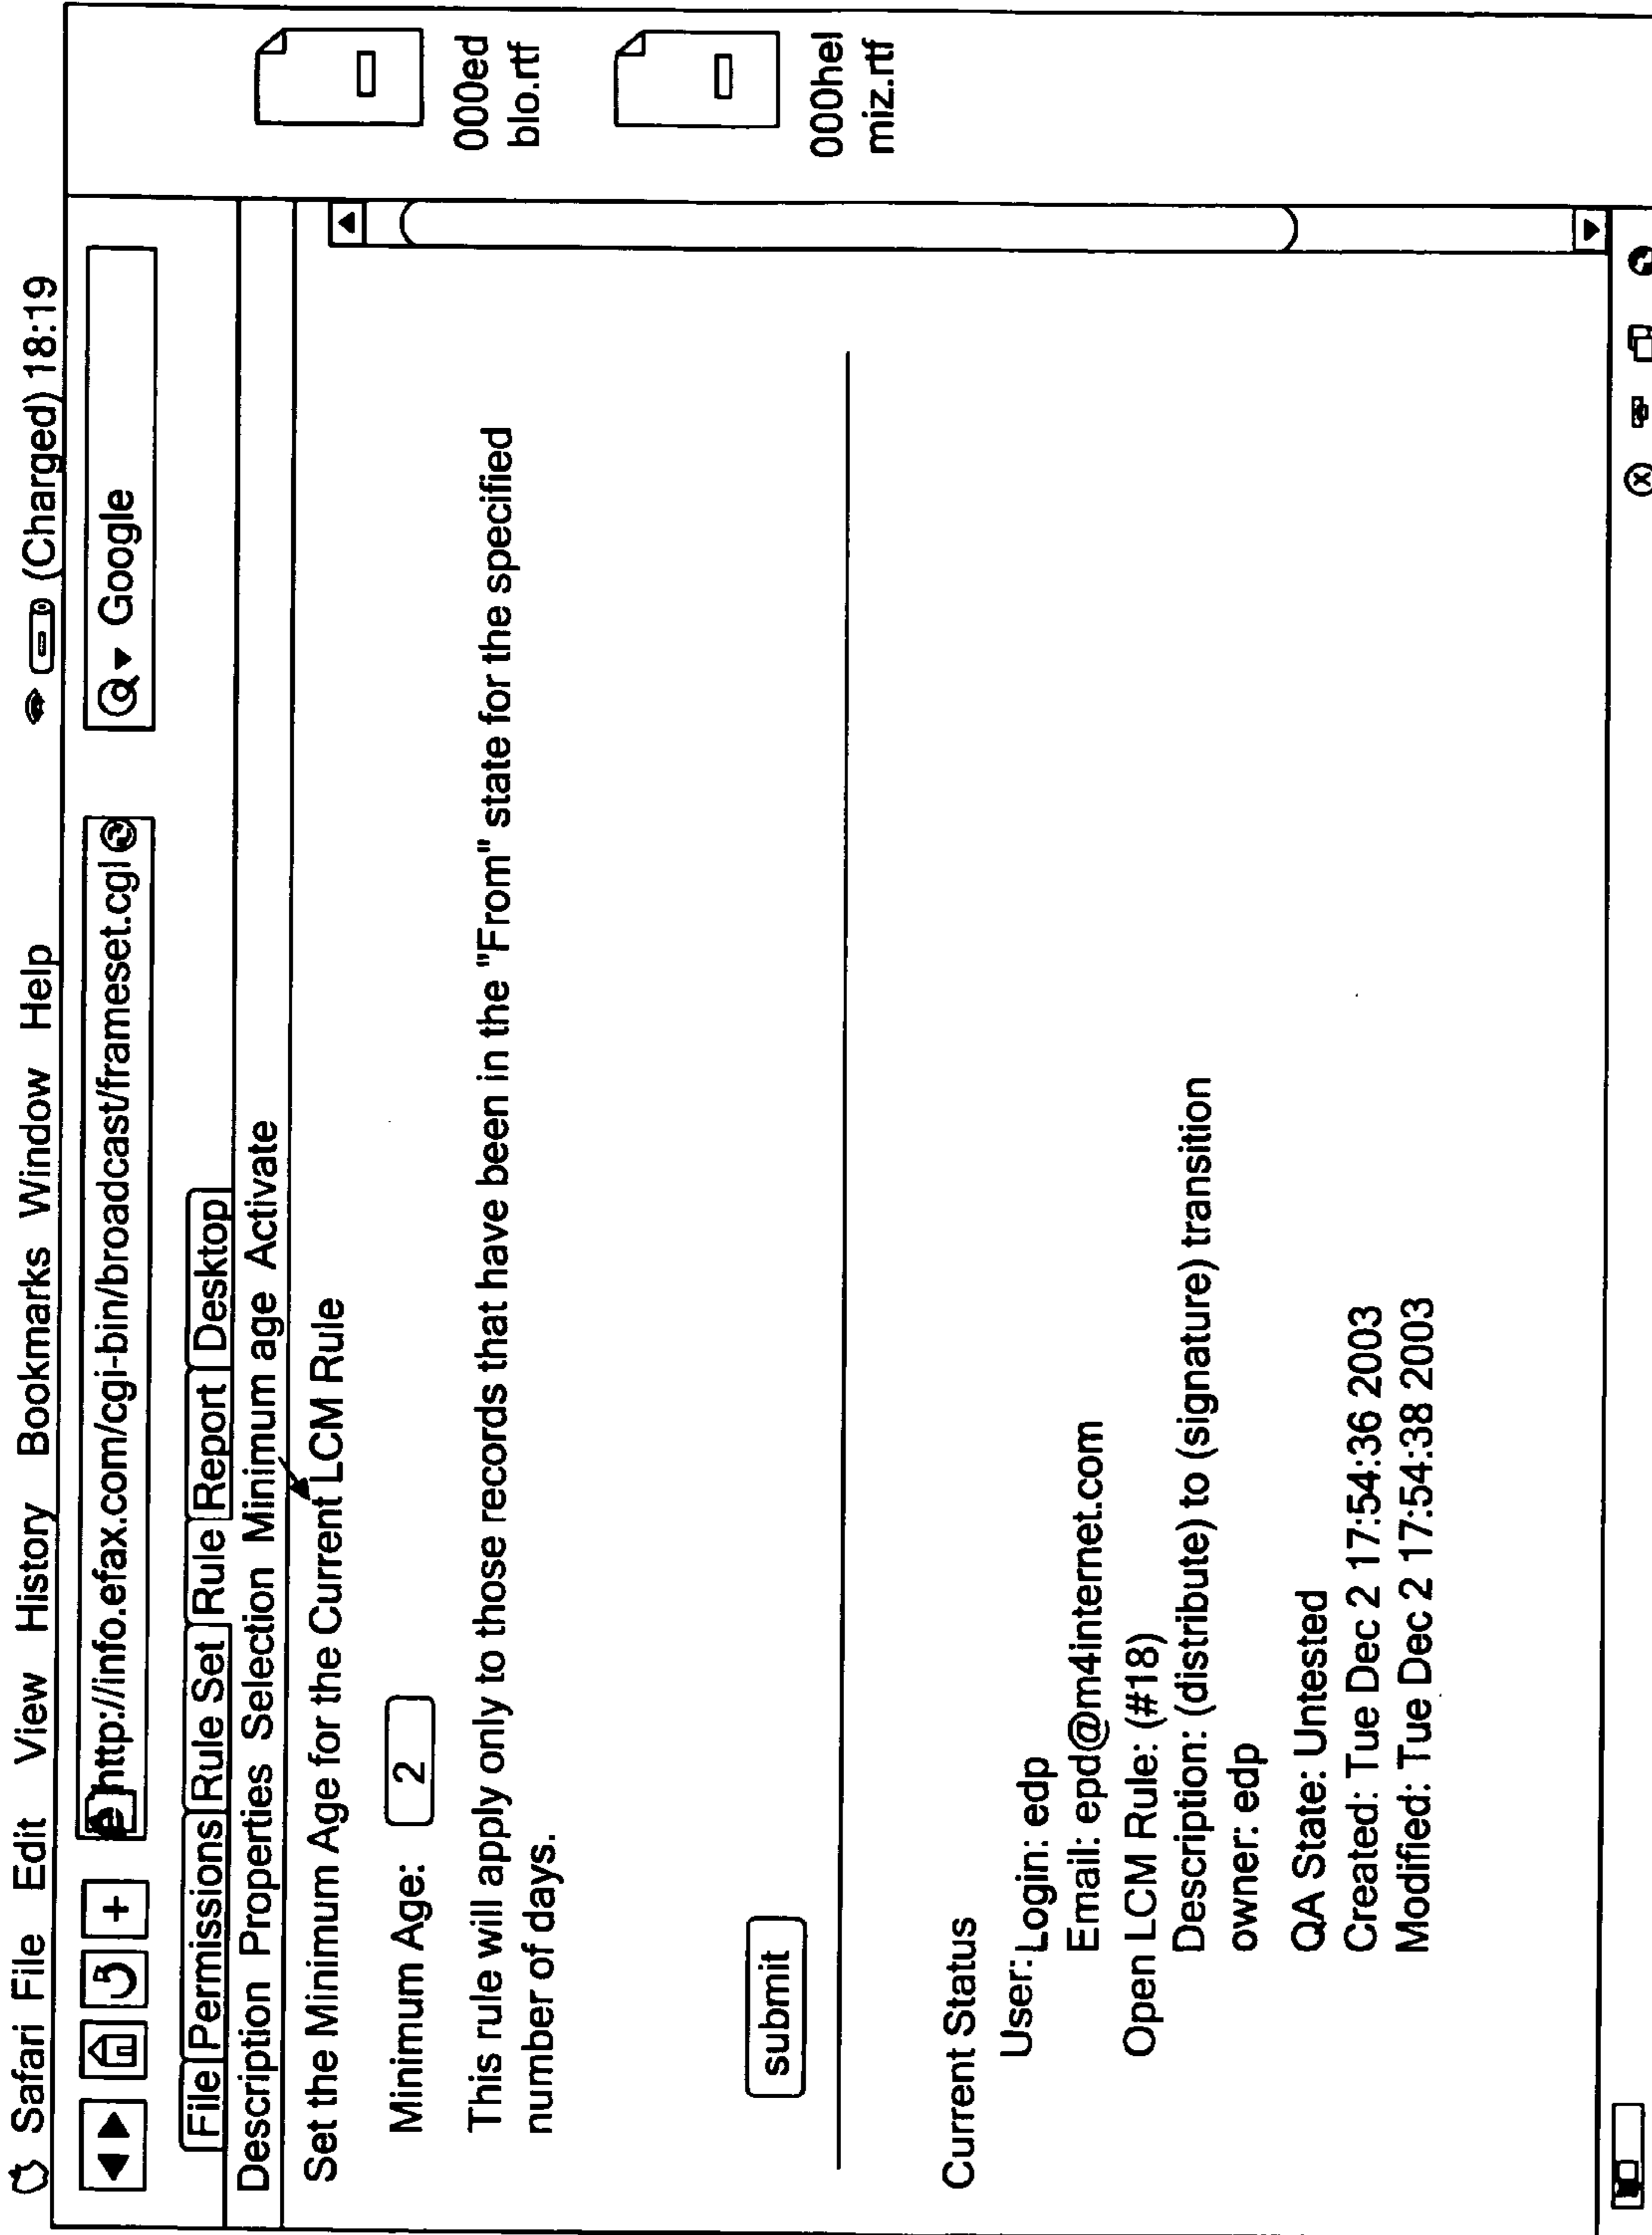 Safari File Edit View History Bookmarks Window Help (Charged) 18:19
http://info.efax.com/cgi-bin/broadcast/frameset.cgl Google
File Permissions Rule Set Rule Report Desktop
Description Properties Selection Minimum age Activate
Set the Minimum Age for the Current LCM Rule
Minimum Age: 2
This rule will apply only to those records that have been in the "From" state for the specified
number of days.
submit
Current Status
User: Login: edp
Email: epd@m4internet.com
Open LCM Rule: (#18)
Description: (distribute) to (signature) transition
owner: edp
QA State: Untested
Created: Tue Dec 2 17:54:36 2003
Modified: Tue Dec 2 17:54:38 2003
000ed
blo.rtf
000hel
miz.rtf